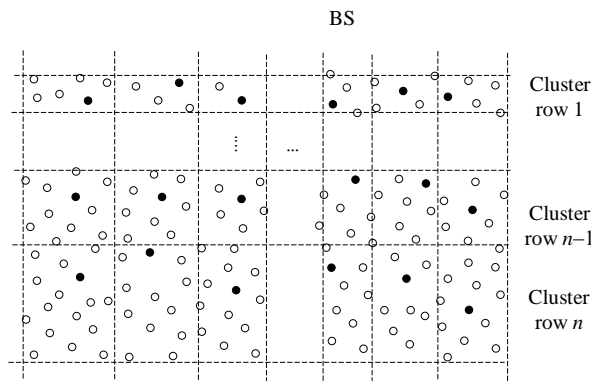 BS
Cluster
row 1
...
Cluster
row n–1
Cluster
row n